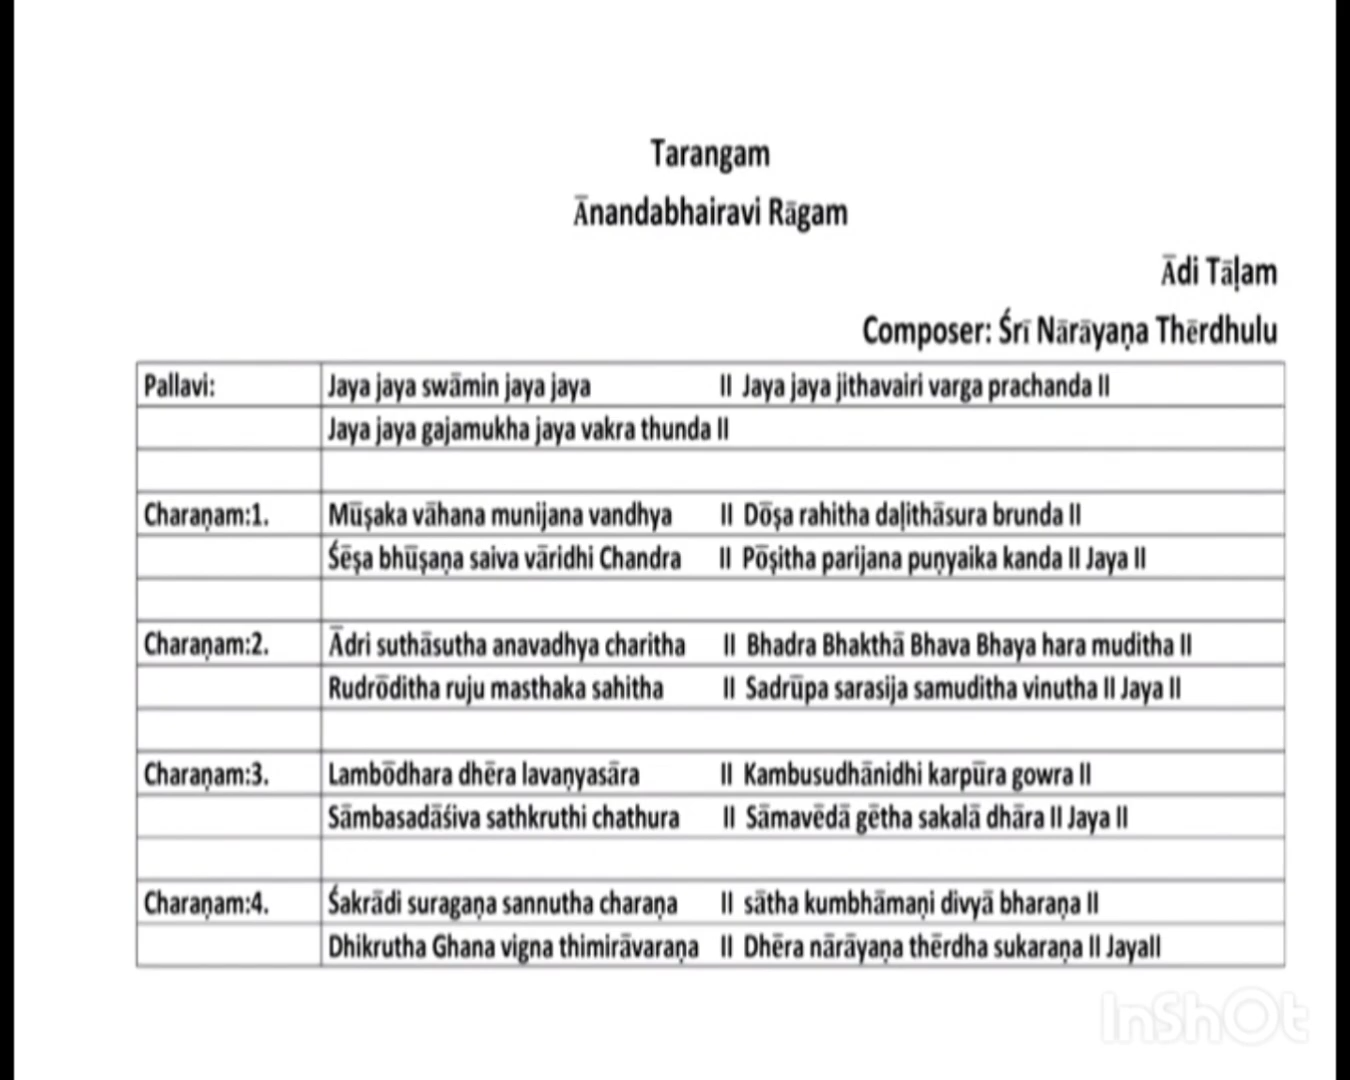 Tarangam
Ānandabhairavi Rāgam
Ādi Tāḷam
Composer: Śrī Nārāyaṇa Thērdhulu
Pallavi: Jaya jaya swāmin jaya jaya II Jaya jaya jithavairi varga prachanda II
Jaya jaya gajamukha jaya vakra thunda II
Charaṇam:1. Mūṣaka vāhana munijana vandhya II Dōṣa rahitha daḷithāsura brunda II
Śēṣa bhūṣaṇa saiva vāridhi Chandra II Pōṣitha parijana puṇyaika kanda II Jaya II
Charaṇam:2. Ādri suthāsutha anavadhya charitha II Bhadra Bhakthā Bhava Bhaya hara muditha II
Rudrōditha ruju masthaka sahitha II Sadrūpa sarasija samuditha vinutha II Jaya II
Charaṇam:3. Lambōdhara dhēra lavaṇyasāra II Kambusudhānidhi karpūra gowra II
Sāmbasadāśiva sathkruthi chathura II Sāmavēdā gētha sakalā dhāra II Jaya II
Charaṇam:4. Śakrādi suragaṇa sannutha charaṇa II sātha kumbhāmaṇi divyā bharaṇa II
Dhikrutha Ghana vigna thimirāvaraṇa II Dhēra nārāyaṇa thērdha sukaraṇa II JayaII
InShOt